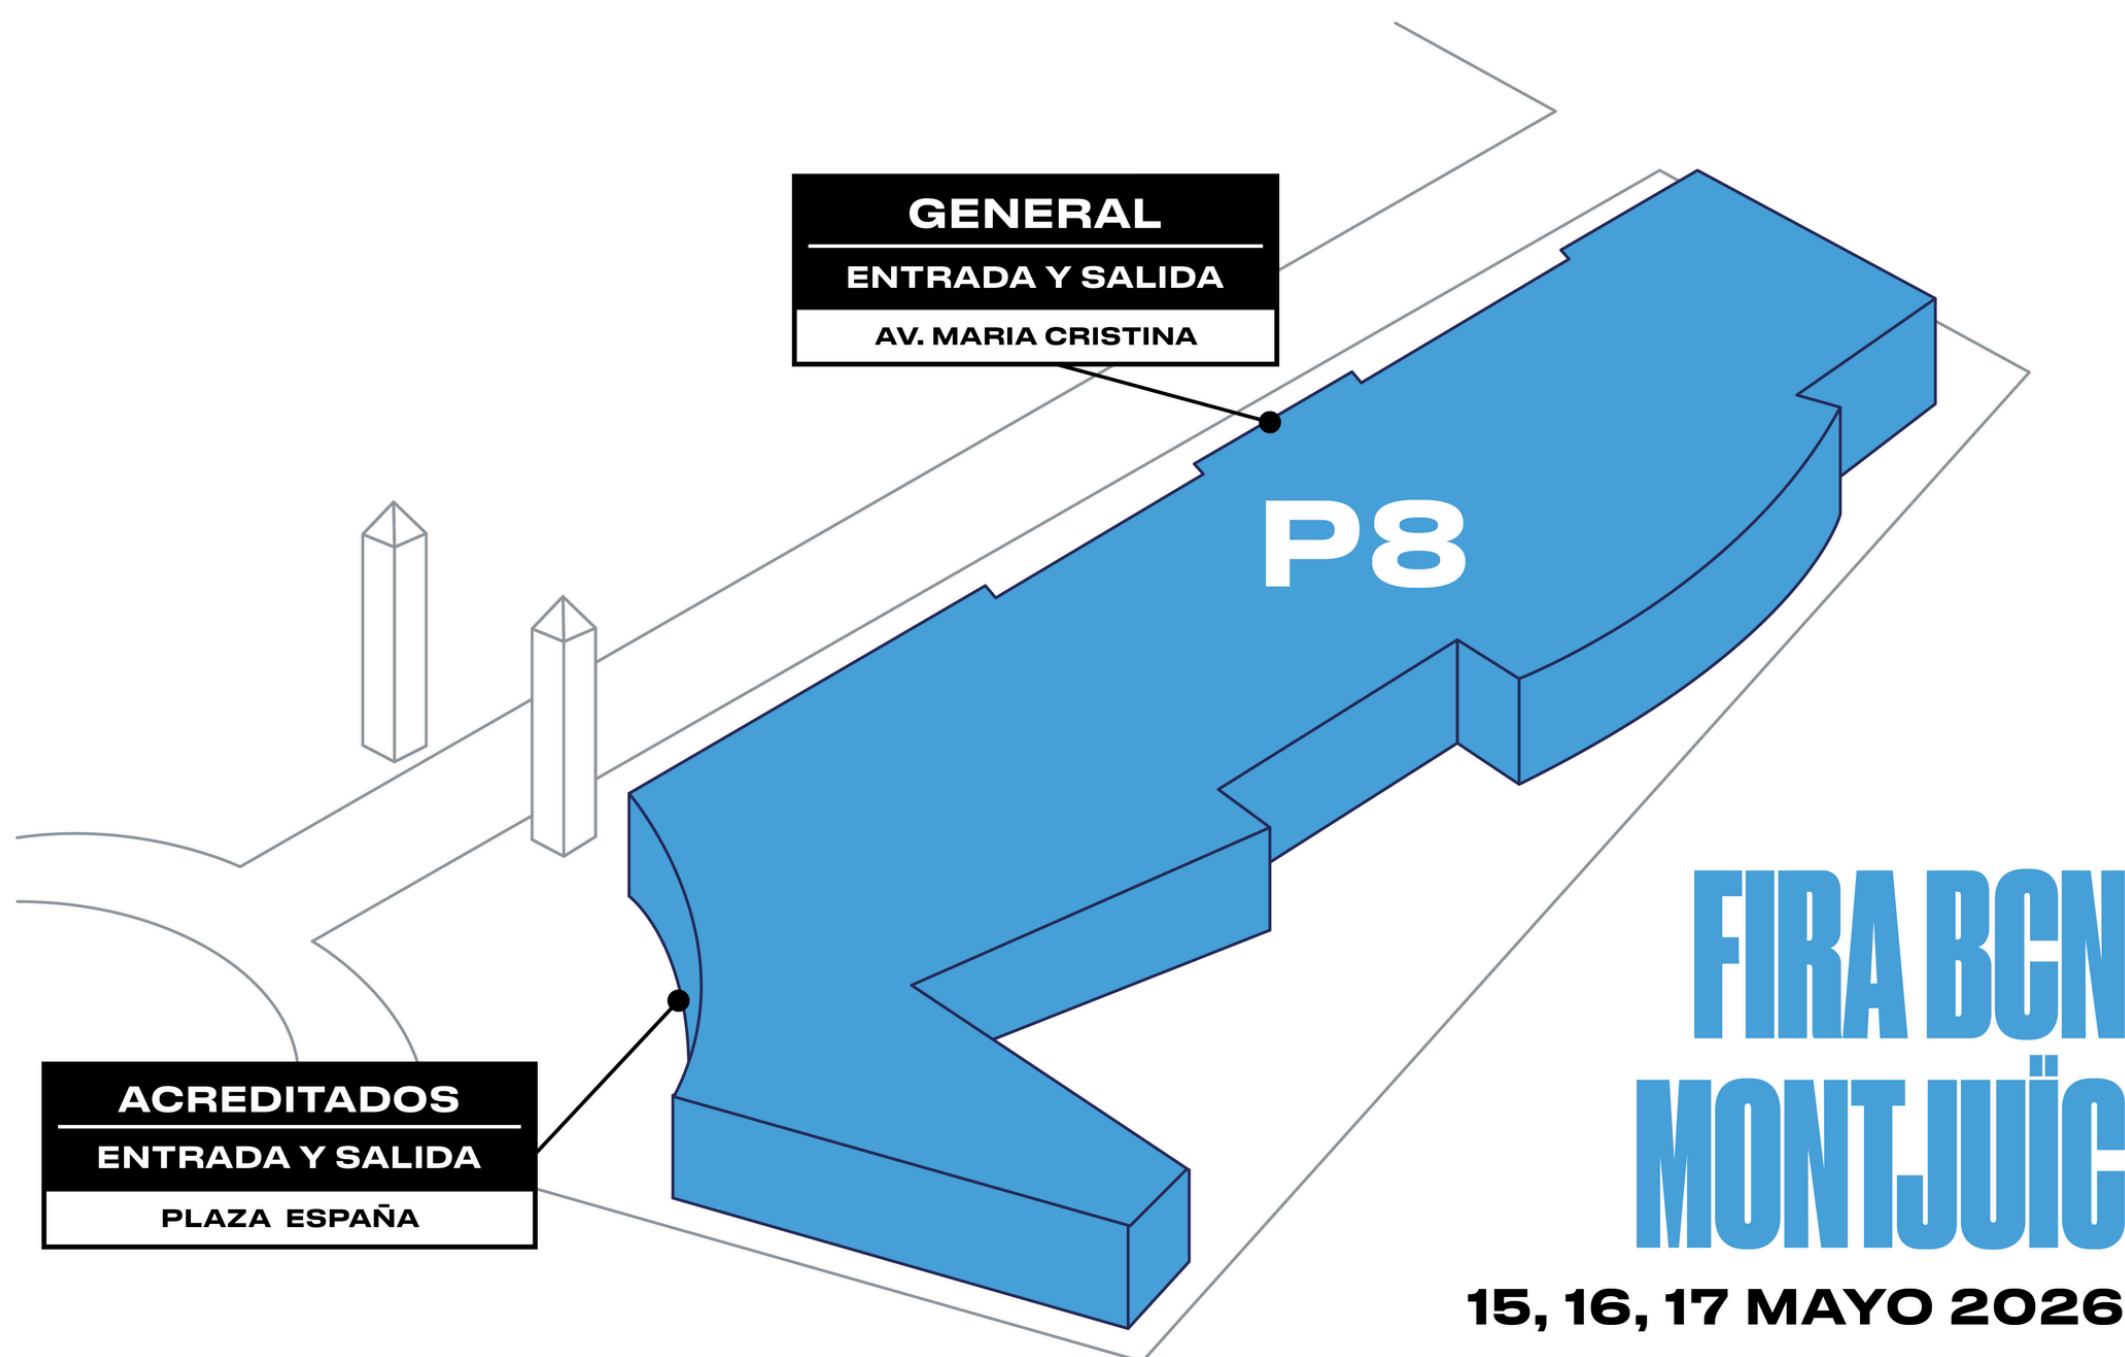 GENERAL
ENTRADA Y SALIDA
AV. MARIA CRISTINA
P8
ACREDITADOS
ENTRADA Y SALIDA
PLAZA ESPAÑA
FIRA BCN
MONTJUÏC
15, 16, 17 MAYO 2026